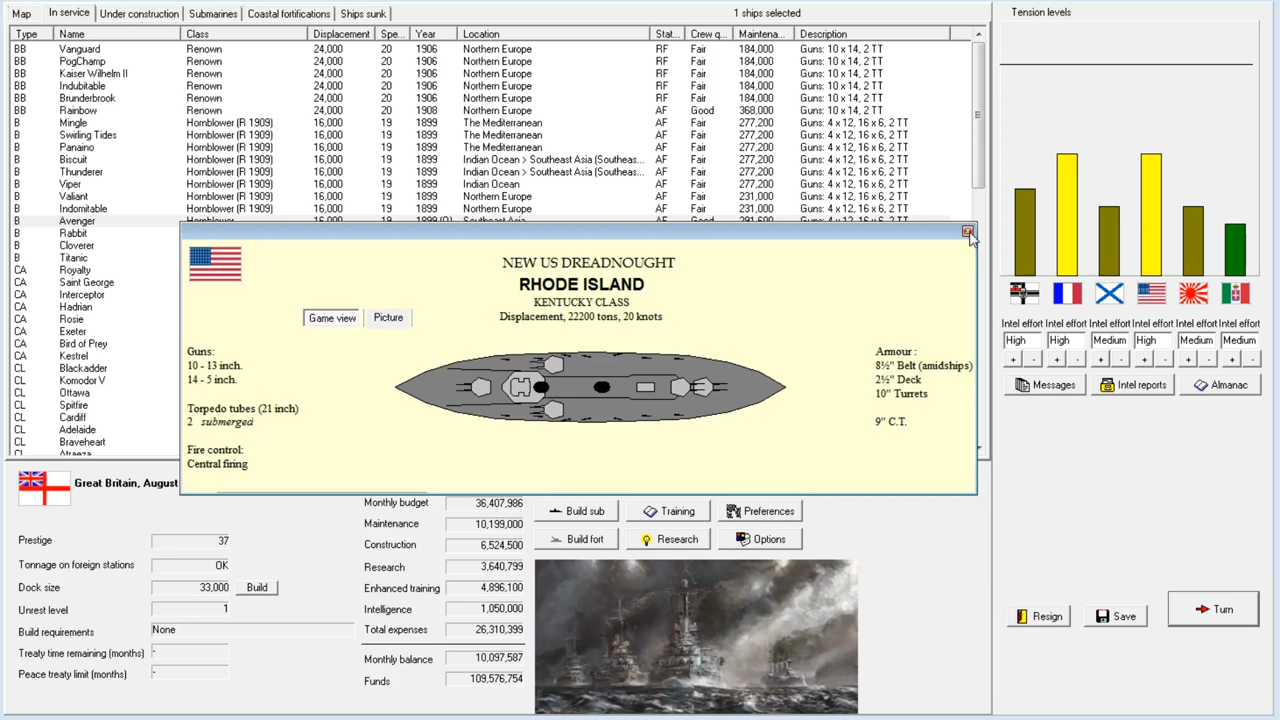 Map In service Under construction Submarines Coastal fortifications Ships sunk 1 ships selected Tension levels
Type Name Class Displacement Spe... Year Location Stat... Crew q... Maintena... Description
BB Vanguard Renown 24,000 20 1906 Northern Europe RF Fair 184,000 Guns: 10 x 14, 2 TT
BB PogChamp Renown 24,000 20 1906 Northern Europe RF Fair 184,000 Guns: 10 x 14, 2 TT
BB Kaiser Wilhelm II Renown 24,000 20 1906 Northern Europe RF Fair 184,000 Guns: 10 x 14, 2 TT
BB Indubitable Renown 24,000 20 1906 Northern Europe RF Fair 184,000 Guns: 10 x 14, 2 TT
BB Brunderbrook Renown 24,000 20 1906 Northern Europe RF Fair 184,000 Guns: 10 x 14, 2 TT
BB Rainbow Renown 24,000 20 1908 Northern Europe AF Good 368,000 Guns: 10 x 14, 2 TT
B Mingle Hornblower (R 1909) 16,000 19 1899 The Mediterranean AF Fair 277,200 Guns: 4 x 12, 16 x 6, 2 TT
B Swirling Tides Hornblower (R 1909) 16,000 19 1899 The Mediterranean AF Fair 277,200 Guns: 4 x 12, 16 x 6, 2 TT
B Panaino Hornblower (R 1909) 16,000 19 1899 The Mediterranean AF Fair 277,200 Guns: 4 x 12, 16 x 6, 2 TT
B Biscuit Hornblower (R 1909) 16,000 19 1899 Indian Ocean > Southeast Asia (Southeas... AF Fair 277,200 Guns: 4 x 12, 16 x 6, 2 TT
B Thunderer Hornblower (R 1909) 16,000 19 1899 Indian Ocean > Southeast Asia (Southeas... AF Fair 277,200 Guns: 4 x 12, 16 x 6, 2 TT
B Viper Hornblower (R 1909) 16,000 19 1899 Indian Ocean AF Fair 277,200 Guns: 4 x 12, 16 x 6, 2 TT
B Valiant Hornblower (R 1909) 16,000 19 1899 Northern Europe AF Fair 231,000 Guns: 4 x 12, 16 x 6, 2 TT
B Indomitable Hornblower (R 1909) 16,000 19 1899 Northern Europe AF Fair 231,000 Guns: 4 x 12, 16 x 6, 2 TT
B Avenger Hornblower 16,000 19 1899 (O) Southeast Asia AF Good 291,600 Guns: 4 x 12, 16 x 6, 2 TT
B Rabbit
B Cloverer
B Titanic
CA Royalty
CA Saint George
CA Interceptor
CA Hadrian
CA Rosie
CA Exeter
CA Bird of Prey
CA Kestrel
CL Blackadder
CL Komodor V
CL Ottawa
CL Spitfire
CL Cardiff
CL Adelaide
CL Braveheart
CL
NEW US DREADNOUGHT
RHODE ISLAND
KENTUCKY CLASS
Displacement, 22200 tons, 20 knots
Game view Picture
Guns:
10 - 13 inch.
14 - 5 inch.
Torpedo tubes (21 inch)
2 submerged
Fire control:
Central firing
Armour :
8½" Belt (amidships)
2½" Deck
10" Turrets
9" C.T.
Intel effort Intel effort Intel effort Intel effort Intel effort Intel effort
High High Medium High Medium Medium
+ - + - + - + - + - + -
Messages Intel reports Almanac
Great Britain, August
Prestige 37
Tonnage on foreign stations OK
Dock size 33,000 Build
Unrest level 1
Build requirements None
Treaty time remaining (months) -
Peace treaty limit (months) -
Monthly budget 36,407,986
Maintenance 10,199,000
Construction 6,524,500
Research 3,640,799
Enhanced training 4,896,100
Intelligence 1,050,000
Total expenses 26,310,399
Monthly balance 10,097,587
Funds 109,576,754
Build sub Training Preferences
Build fort Research Options
Resign Save Turn